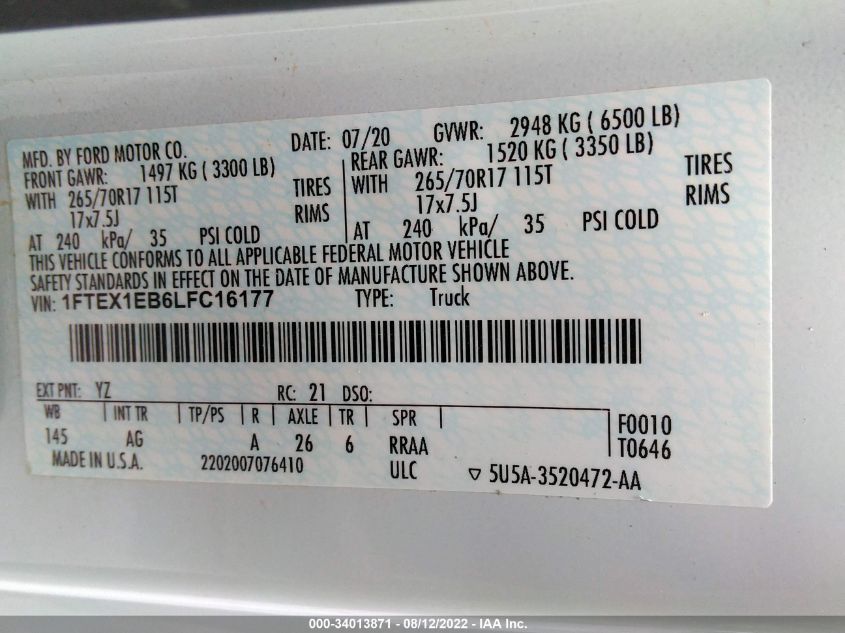 MFD. BY FORD MOTOR CO.
DATE: 07/20 GVWR: 2948 KG ( 6500 LB)
FRONT GAWR: 1497 KG ( 3300 LB)
WITH 265/70R17 115T TIRES
17x7.5J RIMS
AT 240 kPa/ 35 PSI COLD
REAR GAWR: 1520 KG ( 3350 LB)
WITH 265/70R17 115T TIRES
17x7.5J RIMS
AT 240 kPa/ 35 PSI COLD
THIS VEHICLE CONFORMS TO ALL APPLICABLE FEDERAL MOTOR VEHICLE
SAFETY STANDARDS IN EFFECT ON THE DATE OF MANUFACTURE SHOWN ABOVE.
VIN: 1FTEX1EB6LFC16177 TYPE: Truck
EXT PNT: YZ RC: 21 DSO:
WB INT TR TP/PS R AXLE TR SPR
145 AG A 26 6 RRAA
F0010
T0646
MADE IN U.S.A. 2202007076410 ULC ▽ 5U5A-3520472-AA
000-34013871 - 08/12/2022 - IAA Inc.